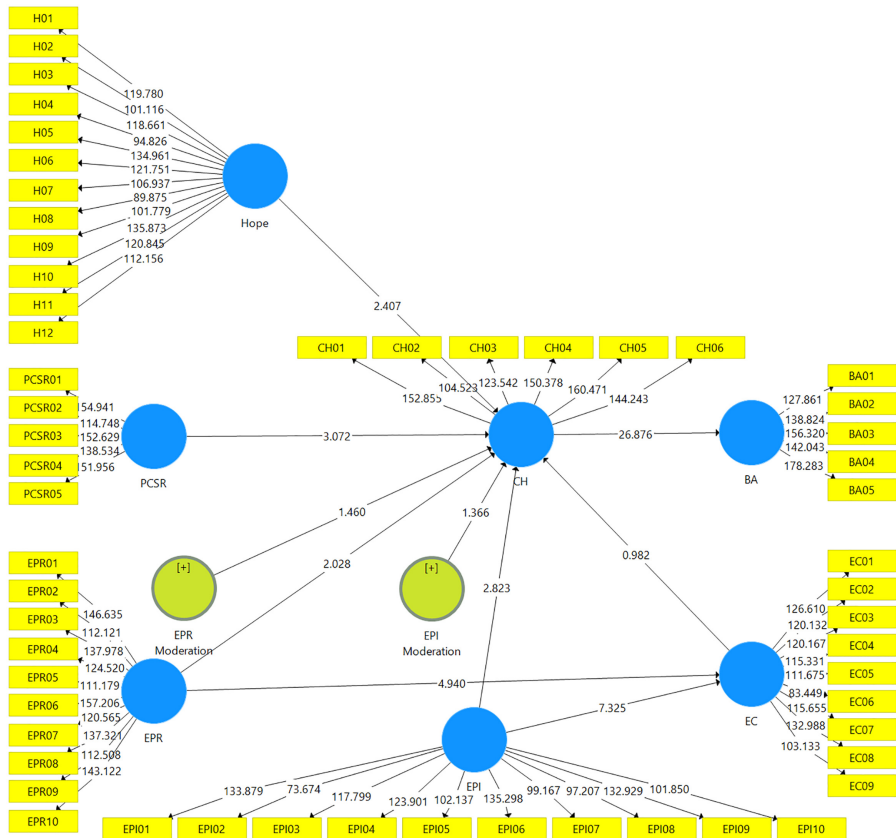 H01
H02
H03
H04
H05
H06
H07
H08
H09
H10
H11
H12
119.780
101.116
118.661
94.826
134.961
121.751
106.937
89.875
101.779
135.873
120.845
112.156
Hope
2.407
CH01
CH02
CH03
CH04
CH05
CH06
152.855
104.523
123.542
150.378
160.471
144.243
CH
PCSR01
PCSR02
PCSR03
PCSR04
PCSR05
154.941
114.748
152.629
138.534
151.956
PCSR
3.072
26.876
BA01
BA02
BA03
BA04
BA05
127.861
138.824
156.320
142.043
178.283
BA
1.460
1.366
2.028
2.823
0.982
[+]
EPR
Moderation
[+]
EPI
Moderation
EPR01
EPR02
EPR03
EPR04
EPR05
EPR06
EPR07
EPR08
EPR09
EPR10
146.635
112.121
137.978
124.520
111.179
157.206
120.565
137.321
112.508
143.122
EPR
4.940
7.325
EC01
EC02
EC03
EC04
EC05
EC06
EC07
EC08
EC09
126.610
120.132
120.167
115.331
111.675
83.449
115.655
132.988
103.133
EC
EPI
133.879
73.674
117.799
123.901
102.137
135.298
99.167
97.207
132.929
101.850
EPI01
EPI02
EPI03
EPI04
EPI05
EPI06
EPI07
EPI08
EPI09
EPI10